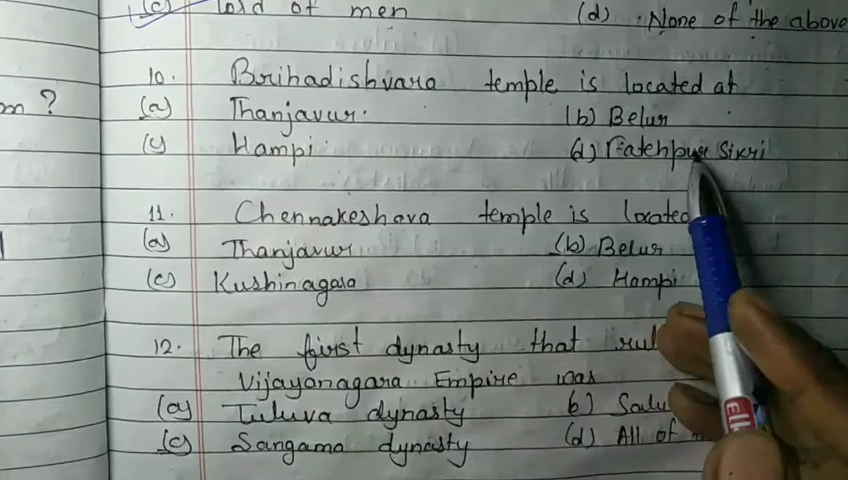 (c) Lord of men (d) None of the above
m ?
10. Brihadishvara temple is located at
(a) Thanjavur. (b) Belur
(c) Hampi (d) Fatehpur Sikri
11. Chennakeshava temple is located
(a) Thanjavur (b) Belur
(c) Kushinagara (d) Hampi
12. The first dynasty that rul
Vijayanagara Empire was
(a) Tuluva dynasty b) Salu
(c) Sangama dynasty (d) All of